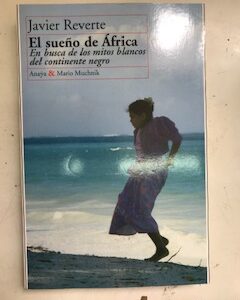 Javier Reverte
El sueño de África
En busca de los mitos blancos
del continente negro
Anaya & Mario Muchnik